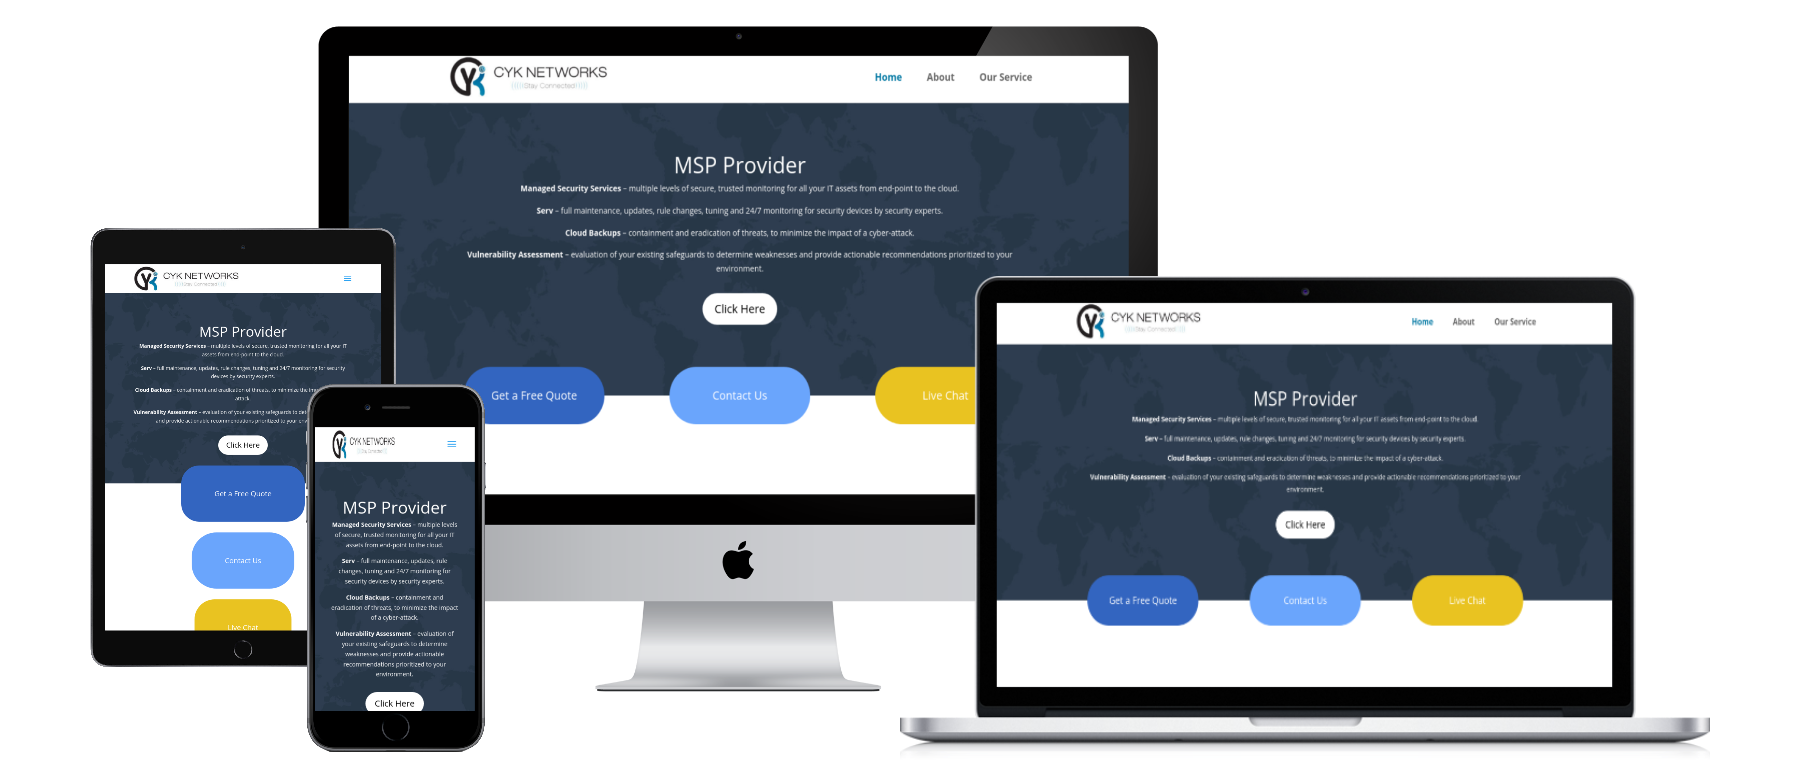 CYK NETWORKS
((((Stay Connected))))
Home About Our Service
MSP Provider
Managed Security Services – multiple levels of secure, trusted monitoring for all your IT assets from end-point to the cloud.
Serv – full maintenance, updates, rule changes, tuning and 24/7 monitoring for security devices by security experts.
Cloud Backups – containment and eradication of threats, to minimize the impact of a cyber-attack.
Vulnerability Assessment – evaluation of your existing safeguards to determine weaknesses and provide actionable recommendations prioritized to your
environment.
Click Here
Get a Free Quote Contact Us Live Chat
CYK NETWORKS
((((Stay Connected))))
MSP Provider
Managed Security Services – multiple levels of secure, trusted monitoring for all your IT
assets from end-point to the cloud.
Serv – full maintenance, updates, rule changes, tuning and 24/7 monitoring for security
devices by security experts.
Cloud Backups – containment and eradication of threats, to minimize the
attack.
Vulnerability Assessment – evaluation of your existing safeguards to
and provide actionable recommendations prioritized to your
Click Here
Get a Free Quote
Contact Us
Live Chat
CYK NETWORKS
((((Stay Connected))))
MSP Provider
Managed Security Services – multiple levels
of secure, trusted monitoring for all your IT
assets from end-point to the cloud.
Serv – full maintenance, updates, rule
changes, tuning and 24/7 monitoring for
security devices by security experts.
Cloud Backups – containment and
eradication of threats, to minimize the impact
of a cyber-attack.
Vulnerability Assessment – evaluation of
your existing safeguards to determine
weaknesses and provide actionable
recommendations prioritized to your
environment.
Click Here
CYK NETWORKS
((((Stay Connected))))
Home About Our Service
MSP Provider
Managed Security Services – multiple levels of secure, trusted monitoring for all your IT assets from end-point to the cloud.
Serv – full maintenance, updates, rule changes, tuning and 24/7 monitoring for security devices by security experts.
Cloud Backups – containment and eradication of threats, to minimize the impact of a cyber-attack.
Vulnerability Assessment – evaluation of your existing safeguards to determine weaknesses and provide actionable recommendations prioritized to your
environment.
Click Here
Get a Free Quote Contact Us Live Chat